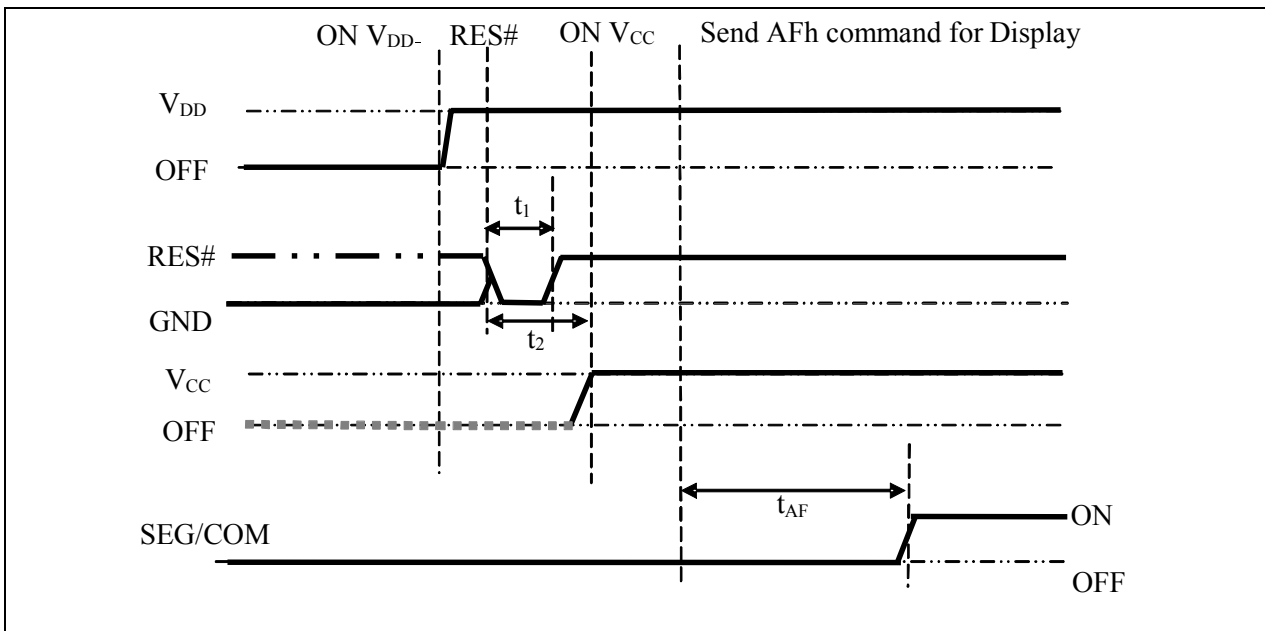 ON VDD- RES# ON VCC Send AFh command for Display
VDD
OFF
t1
RES#
GND
t2
VCC
OFF
tAF
ON
SEG/COM
OFF